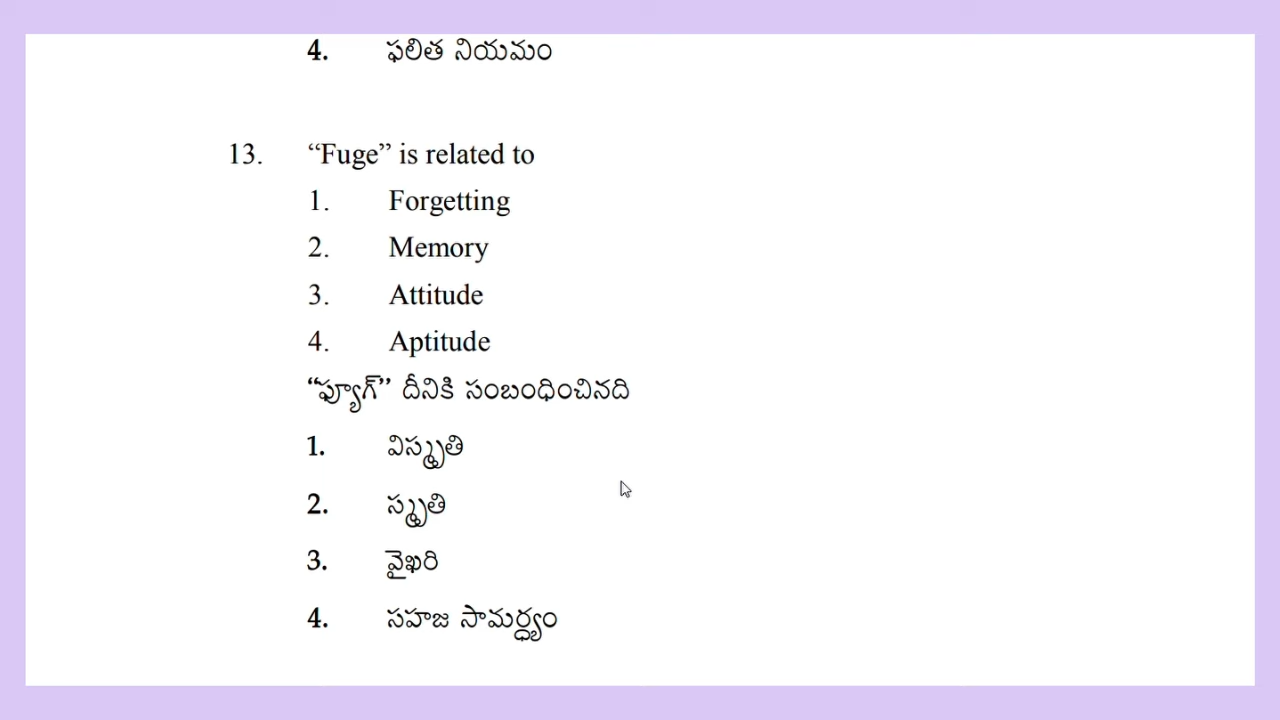 4. ఫలిత నియమం
13. “Fuge” is related to
1. Forgetting
2. Memory
3. Attitude
4. Aptitude
“ఫ్యూగ్” దీనికి సంబంధించినది
1. విస్మృతి
2. స్మృతి
3. వైఖరి
4. సహజ సామర్థ్యం